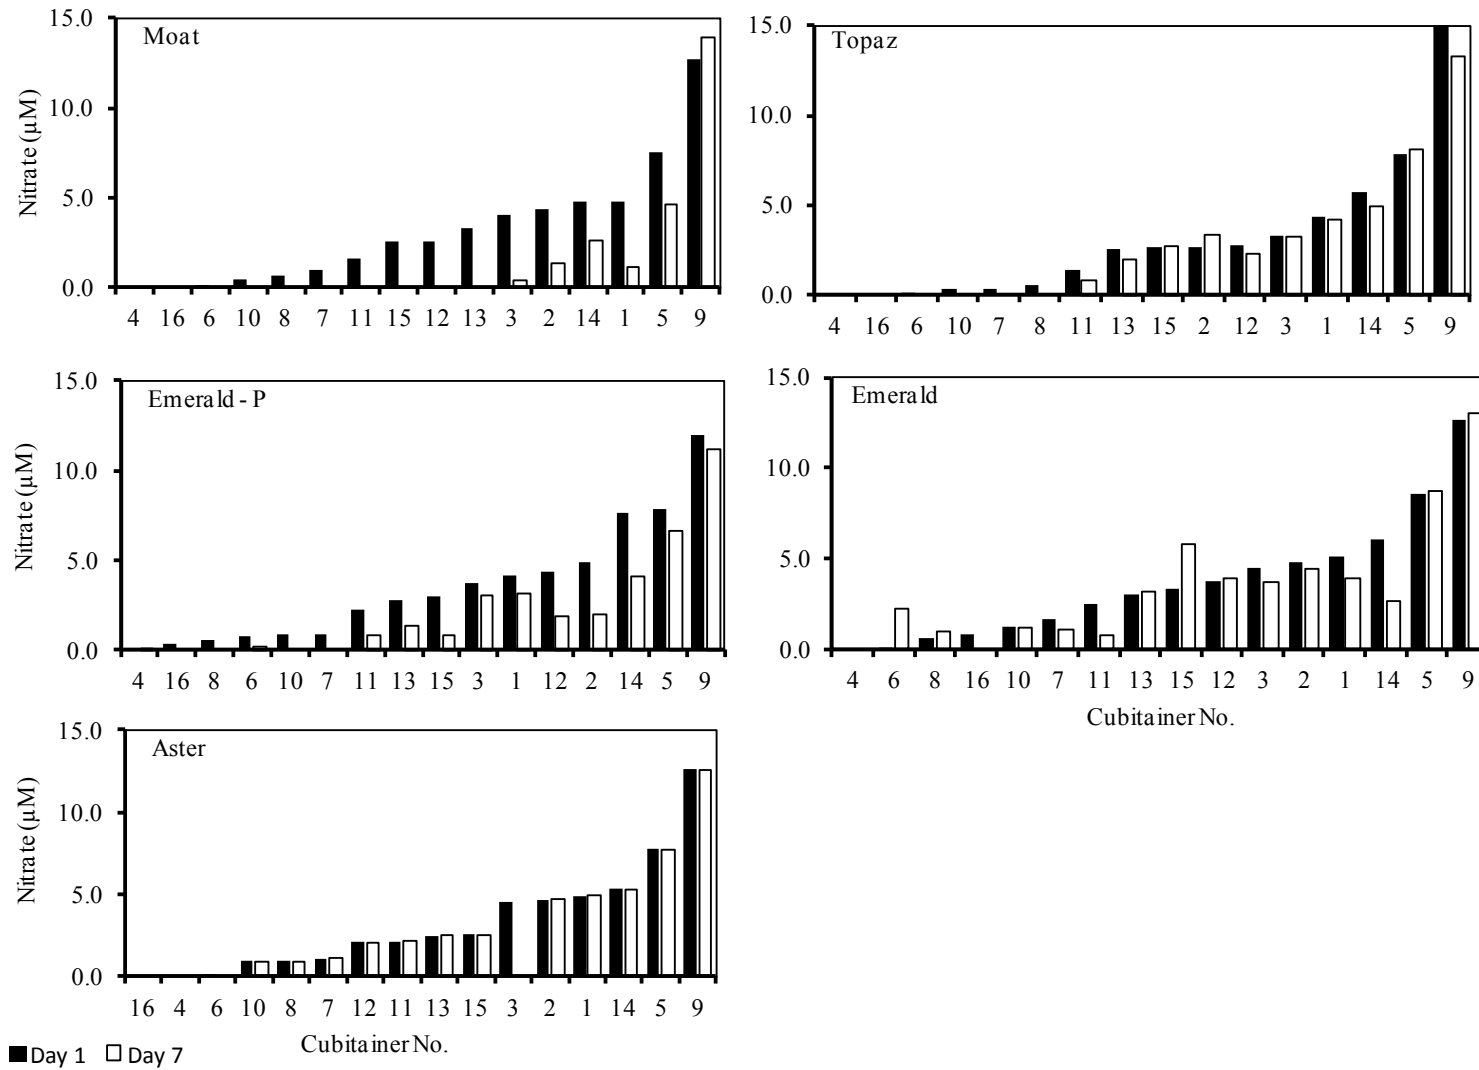 Moat
Nitrate (µM)
15.0
10.0
5.0
0.0
4 16 6 10 8 7 11 15 12 13 3 2 14 1 5 9
Topaz
15.0
10.0
5.0
0.0
4 16 6 10 7 8 11 13 15 2 12 3 1 14 5 9
Emerald - P
Nitrate (µM)
15.0
10.0
5.0
0.0
4 16 8 6 10 7 11 13 15 3 1 12 2 14 5 9
Emerald
15.0
10.0
5.0
0.0
4 6 8 16 10 7 11 13 15 12 3 2 1 14 5 9
Cubitainer No.
Aster
Nitrate (µM)
15.0
10.0
5.0
0.0
16 4 6 10 8 7 12 11 13 15 3 2 1 14 5 9
Cubitainer No.
Day 1 Day 7